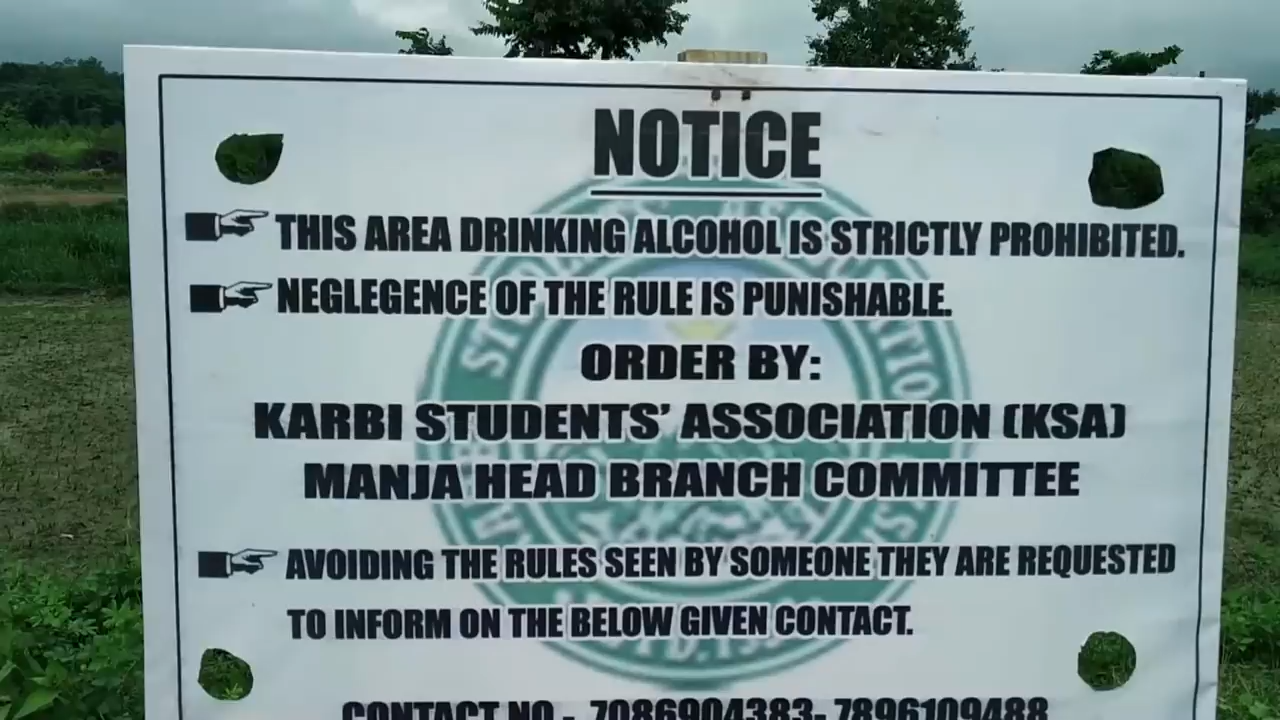 NOTICE
THIS AREA DRINKING ALCOHOL IS STRICTLY PROHIBITED.
NEGLEGENCE OF THE RULE IS PUNISHABLE.
ORDER BY:
KARBI STUDENTS' ASSOCIATION (KSA)
MANJA HEAD BRANCH COMMITTEE
AVOIDING THE RULES SEEN BY SOMEONE THEY ARE REQUESTED
TO INFORM ON THE BELOW GIVEN CONTACT.
CONTACT NO.- 7086904383- 7896109488